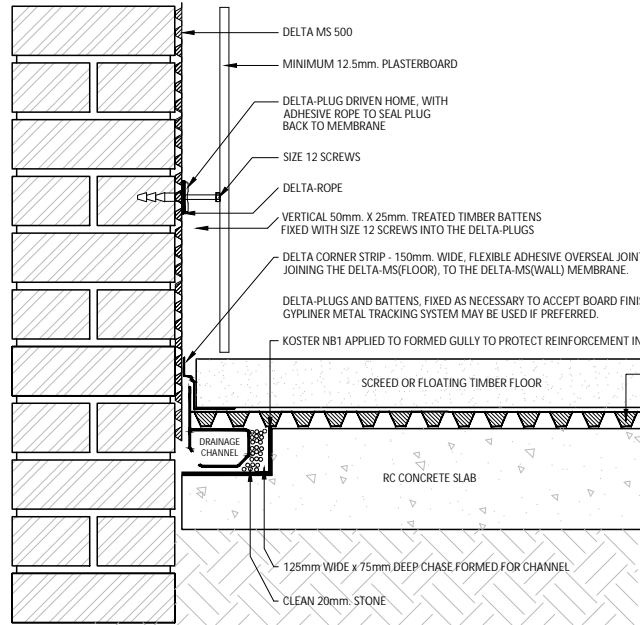 DELTA MS 500
MINIMUM 12.5mm. PLASTERBOARD
DELTA-PLUG DRIVEN HOME, WITH
ADHESIVE ROPE TO SEAL PLUG
BACK TO MEMBRANE
SIZE 12 SCREWS
DELTA-ROPE
VERTICAL 50mm. X 25mm. TREATED TIMBER BATTENS
FIXED WITH SIZE 12 SCREWS INTO THE DELTA-PLUGS
DELTA CORNER STRIP - 150mm. WIDE, FLEXIBLE ADHESIVE OVERSEAL JOINT
JOINING THE DELTA-MS(FLOOR), TO THE DELTA-MS(WALL) MEMBRANE.
DELTA-PLUGS AND BATTENS, FIXED AS NECESSARY TO ACCEPT BOARD FINIS
GYPLINER METAL TRACKING SYSTEM MAY BE USED IF PREFERRED.
KOSTER NB1 APPLIED TO FORMED GULLY TO PROTECT REINFORCEMENT IN
SCREED OR FLOATING TIMBER FLOOR
DRAINAGE
CHANNEL
RC CONCRETE SLAB
125mm WIDE x 75mm DEEP CHASE FORMED FOR CHANNEL
CLEAN 20mm. STONE